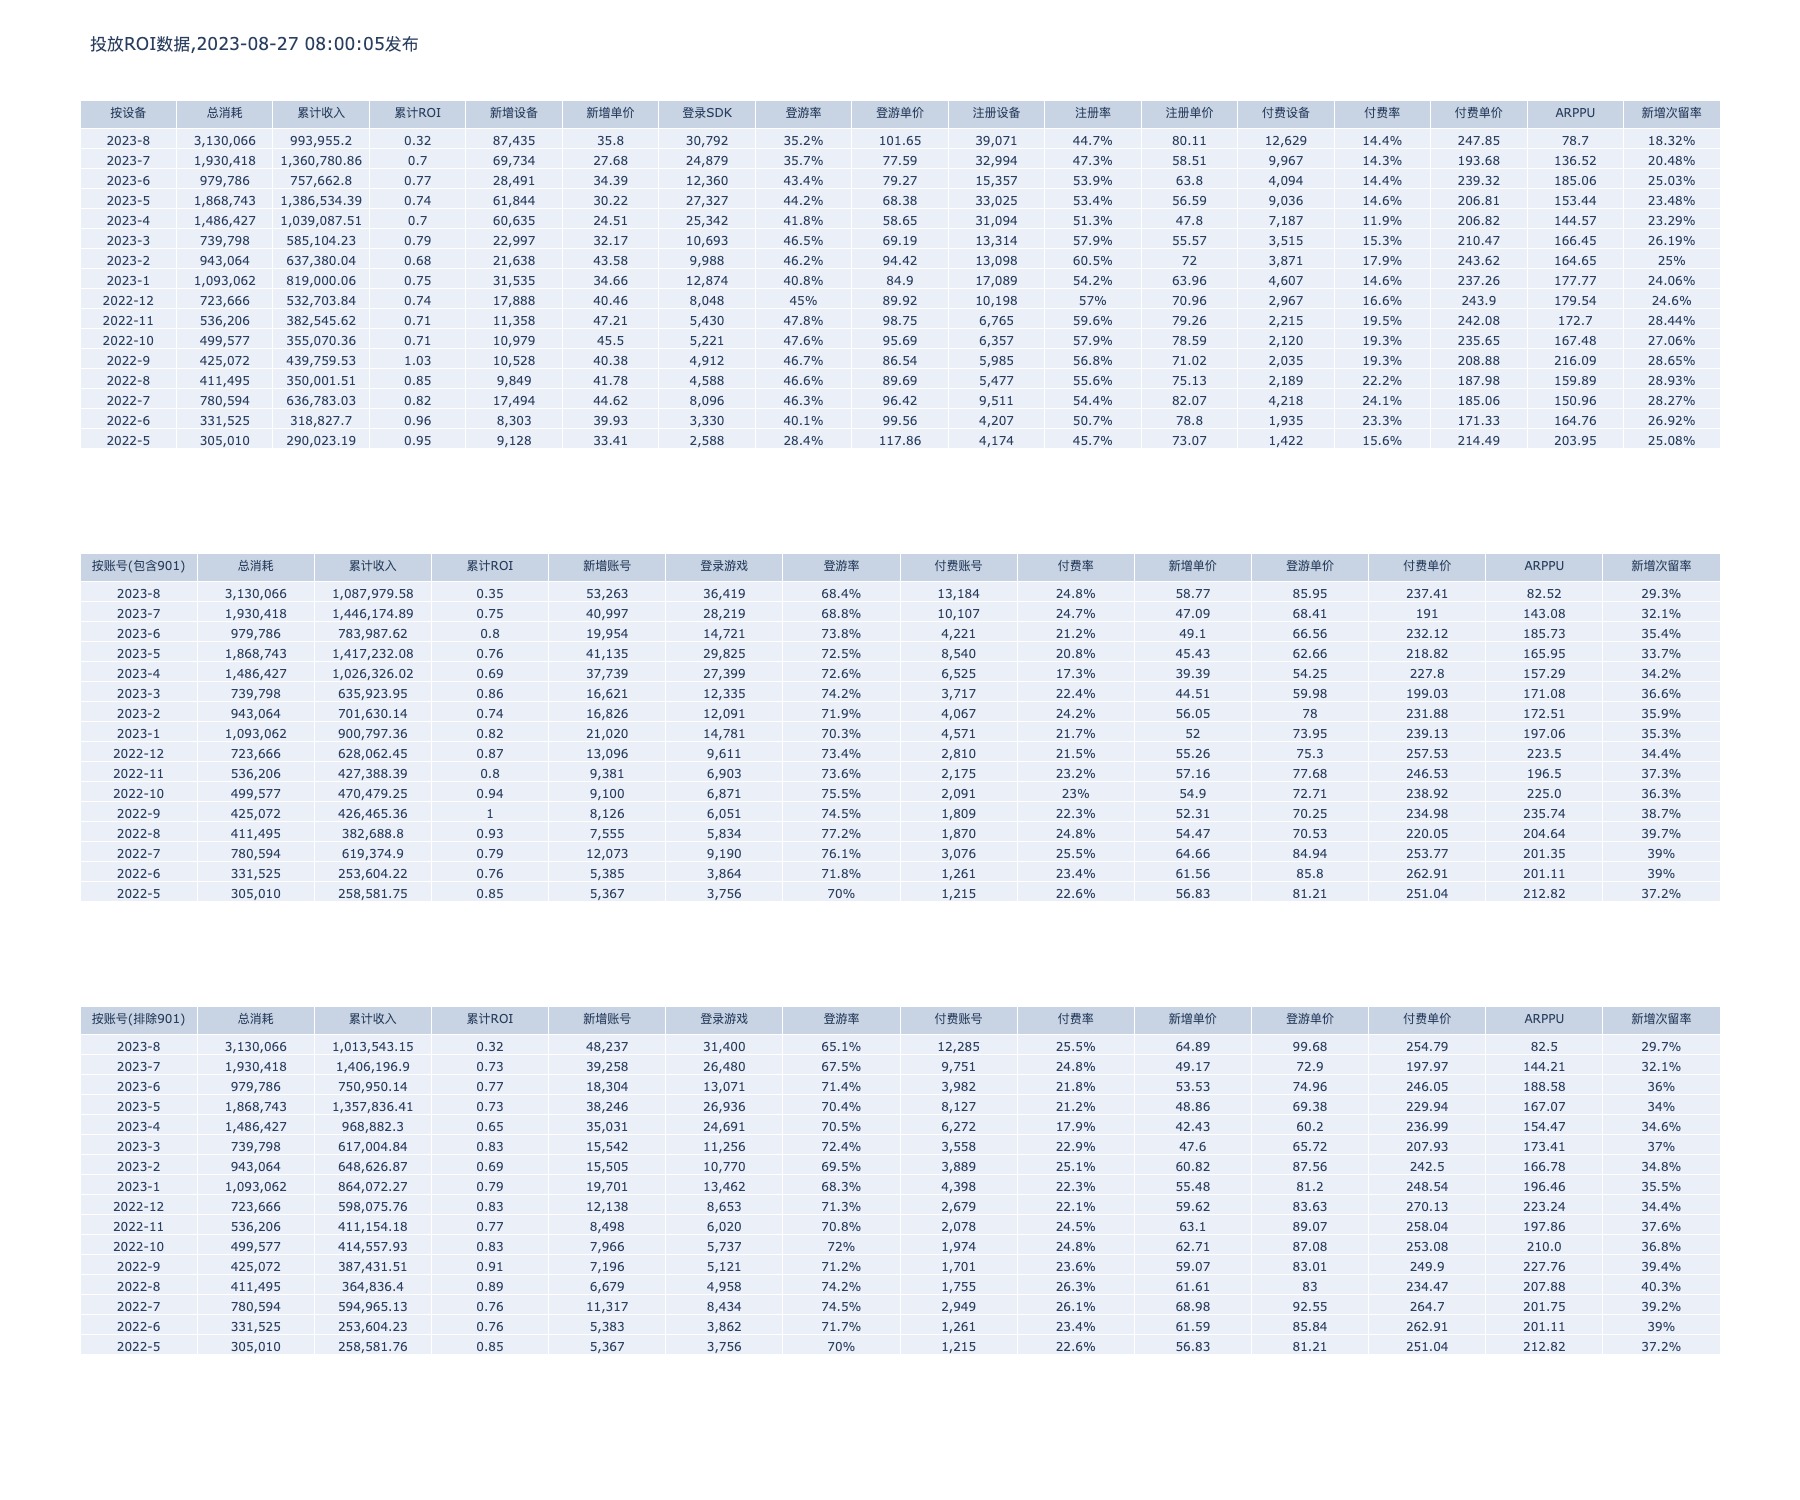 投放ROI数据,2023-08-27 08:00:05发布
按设备 总消耗 累计收入 累计ROI 新增设备 新增单价 登录SDK 登游率 登游单价 注册设备 注册率 注册单价 付费设备 付费率 付费单价 ARPPU 新增次留率
2023-8 3,130,066 993,955.2 0.32 87,435 35.8 30,792 35.2% 101.65 39,071 44.7% 80.11 12,629 14.4% 247.85 78.7 18.32%
2023-7 1,930,418 1,360,780.86 0.7 69,734 27.68 24,879 35.7% 77.59 32,994 47.3% 58.51 9,967 14.3% 193.68 136.52 20.48%
2023-6 979,786 757,662.8 0.77 28,491 34.39 12,360 43.4% 79.27 15,357 53.9% 63.8 4,094 14.4% 239.32 185.06 25.03%
2023-5 1,868,743 1,386,534.39 0.74 61,844 30.22 27,327 44.2% 68.38 33,025 53.4% 56.59 9,036 14.6% 206.81 153.44 23.48%
2023-4 1,486,427 1,039,087.51 0.7 60,635 24.51 25,342 41.8% 58.65 31,094 51.3% 47.8 7,187 11.9% 206.82 144.57 23.29%
2023-3 739,798 585,104.23 0.79 22,997 32.17 10,693 46.5% 69.19 13,314 57.9% 55.57 3,515 15.3% 210.47 166.45 26.19%
2023-2 943,064 637,380.04 0.68 21,638 43.58 9,988 46.2% 94.42 13,098 60.5% 72 3,871 17.9% 243.62 164.65 25%
2023-1 1,093,062 819,000.06 0.75 31,535 34.66 12,874 40.8% 84.9 17,089 54.2% 63.96 4,607 14.6% 237.26 177.77 24.06%
2022-12 723,666 532,703.84 0.74 17,888 40.46 8,048 45% 89.92 10,198 57% 70.96 2,967 16.6% 243.9 179.54 24.6%
2022-11 536,206 382,545.62 0.71 11,358 47.21 5,430 47.8% 98.75 6,765 59.6% 79.26 2,215 19.5% 242.08 172.7 28.44%
2022-10 499,577 355,070.36 0.71 10,979 45.5 5,221 47.6% 95.69 6,357 57.9% 78.59 2,120 19.3% 235.65 167.48 27.06%
2022-9 425,072 439,759.53 1.03 10,528 40.38 4,912 46.7% 86.54 5,985 56.8% 71.02 2,035 19.3% 208.88 216.09 28.65%
2022-8 411,495 350,001.51 0.85 9,849 41.78 4,588 46.6% 89.69 5,477 55.6% 75.13 2,189 22.2% 187.98 159.89 28.93%
2022-7 780,594 636,783.03 0.82 17,494 44.62 8,096 46.3% 96.42 9,511 54.4% 82.07 4,218 24.1% 185.06 150.96 28.27%
2022-6 331,525 318,827.7 0.96 8,303 39.93 3,330 40.1% 99.56 4,207 50.7% 78.8 1,935 23.3% 171.33 164.76 26.92%
2022-5 305,010 290,023.19 0.95 9,128 33.41 2,588 28.4% 117.86 4,174 45.7% 73.07 1,422 15.6% 214.49 203.95 25.08%
按账号(包含901) 总消耗 累计收入 累计ROI 新增账号 登录游戏 登游率 付费账号 付费率 新增单价 登游单价 付费单价 ARPPU 新增次留率
2023-8 3,130,066 1,087,979.58 0.35 53,263 36,419 68.4% 13,184 24.8% 58.77 85.95 237.41 82.52 29.3%
2023-7 1,930,418 1,446,174.89 0.75 40,997 28,219 68.8% 10,107 24.7% 47.09 68.41 191 143.08 32.1%
2023-6 979,786 783,987.62 0.8 19,954 14,721 73.8% 4,221 21.2% 49.1 66.56 232.12 185.73 35.4%
2023-5 1,868,743 1,417,232.08 0.76 41,135 29,825 72.5% 8,540 20.8% 45.43 62.66 218.82 165.95 33.7%
2023-4 1,486,427 1,026,326.02 0.69 37,739 27,399 72.6% 6,525 17.3% 39.39 54.25 227.8 157.29 34.2%
2023-3 739,798 635,923.95 0.86 16,621 12,335 74.2% 3,717 22.4% 44.51 59.98 199.03 171.08 36.6%
2023-2 943,064 701,630.14 0.74 16,826 12,091 71.9% 4,067 24.2% 56.05 78 231.88 172.51 35.9%
2023-1 1,093,062 900,797.36 0.82 21,020 14,781 70.3% 4,571 21.7% 52 73.95 239.13 197.06 35.3%
2022-12 723,666 628,062.45 0.87 13,096 9,611 73.4% 2,810 21.5% 55.26 75.3 257.53 223.5 34.4%
2022-11 536,206 427,388.39 0.8 9,381 6,903 73.6% 2,175 23.2% 57.16 77.68 246.53 196.5 37.3%
2022-10 499,577 470,479.25 0.94 9,100 6,871 75.5% 2,091 23% 54.9 72.71 238.92 225.0 36.3%
2022-9 425,072 426,465.36 1 8,126 6,051 74.5% 1,809 22.3% 52.31 70.25 234.98 235.74 38.7%
2022-8 411,495 382,688.8 0.93 7,555 5,834 77.2% 1,870 24.8% 54.47 70.53 220.05 204.64 39.7%
2022-7 780,594 619,374.9 0.79 12,073 9,190 76.1% 3,076 25.5% 64.66 84.94 253.77 201.35 39%
2022-6 331,525 253,604.22 0.76 5,385 3,864 71.8% 1,261 23.4% 61.56 85.8 262.91 201.11 39%
2022-5 305,010 258,581.75 0.85 5,367 3,756 70% 1,215 22.6% 56.83 81.21 251.04 212.82 37.2%
按账号(排除901) 总消耗 累计收入 累计ROI 新增账号 登录游戏 登游率 付费账号 付费率 新增单价 登游单价 付费单价 ARPPU 新增次留率
2023-8 3,130,066 1,013,543.15 0.32 48,237 31,400 65.1% 12,285 25.5% 64.89 99.68 254.79 82.5 29.7%
2023-7 1,930,418 1,406,196.9 0.73 39,258 26,480 67.5% 9,751 24.8% 49.17 72.9 197.97 144.21 32.1%
2023-6 979,786 750,950.14 0.77 18,304 13,071 71.4% 3,982 21.8% 53.53 74.96 246.05 188.58 36%
2023-5 1,868,743 1,357,836.41 0.73 38,246 26,936 70.4% 8,127 21.2% 48.86 69.38 229.94 167.07 34%
2023-4 1,486,427 968,882.3 0.65 35,031 24,691 70.5% 6,272 17.9% 42.43 60.2 236.99 154.47 34.6%
2023-3 739,798 617,004.84 0.83 15,542 11,256 72.4% 3,558 22.9% 47.6 65.72 207.93 173.41 37%
2023-2 943,064 648,626.87 0.69 15,505 10,770 69.5% 3,889 25.1% 60.82 87.56 242.5 166.78 34.8%
2023-1 1,093,062 864,072.27 0.79 19,701 13,462 68.3% 4,398 22.3% 55.48 81.2 248.54 196.46 35.5%
2022-12 723,666 598,075.76 0.83 12,138 8,653 71.3% 2,679 22.1% 59.62 83.63 270.13 223.24 34.4%
2022-11 536,206 411,154.18 0.77 8,498 6,020 70.8% 2,078 24.5% 63.1 89.07 258.04 197.86 37.6%
2022-10 499,577 414,557.93 0.83 7,966 5,737 72% 1,974 24.8% 62.71 87.08 253.08 210.0 36.8%
2022-9 425,072 387,431.51 0.91 7,196 5,121 71.2% 1,701 23.6% 59.07 83.01 249.9 227.76 39.4%
2022-8 411,495 364,836.4 0.89 6,679 4,958 74.2% 1,755 26.3% 61.61 83 234.47 207.88 40.3%
2022-7 780,594 594,965.13 0.76 11,317 8,434 74.5% 2,949 26.1% 68.98 92.55 264.7 201.75 39.2%
2022-6 331,525 253,604.23 0.76 5,383 3,862 71.7% 1,261 23.4% 61.59 85.84 262.91 201.11 39%
2022-5 305,010 258,581.76 0.85 5,367 3,756 70% 1,215 22.6% 56.83 81.21 251.04 212.82 37.2%